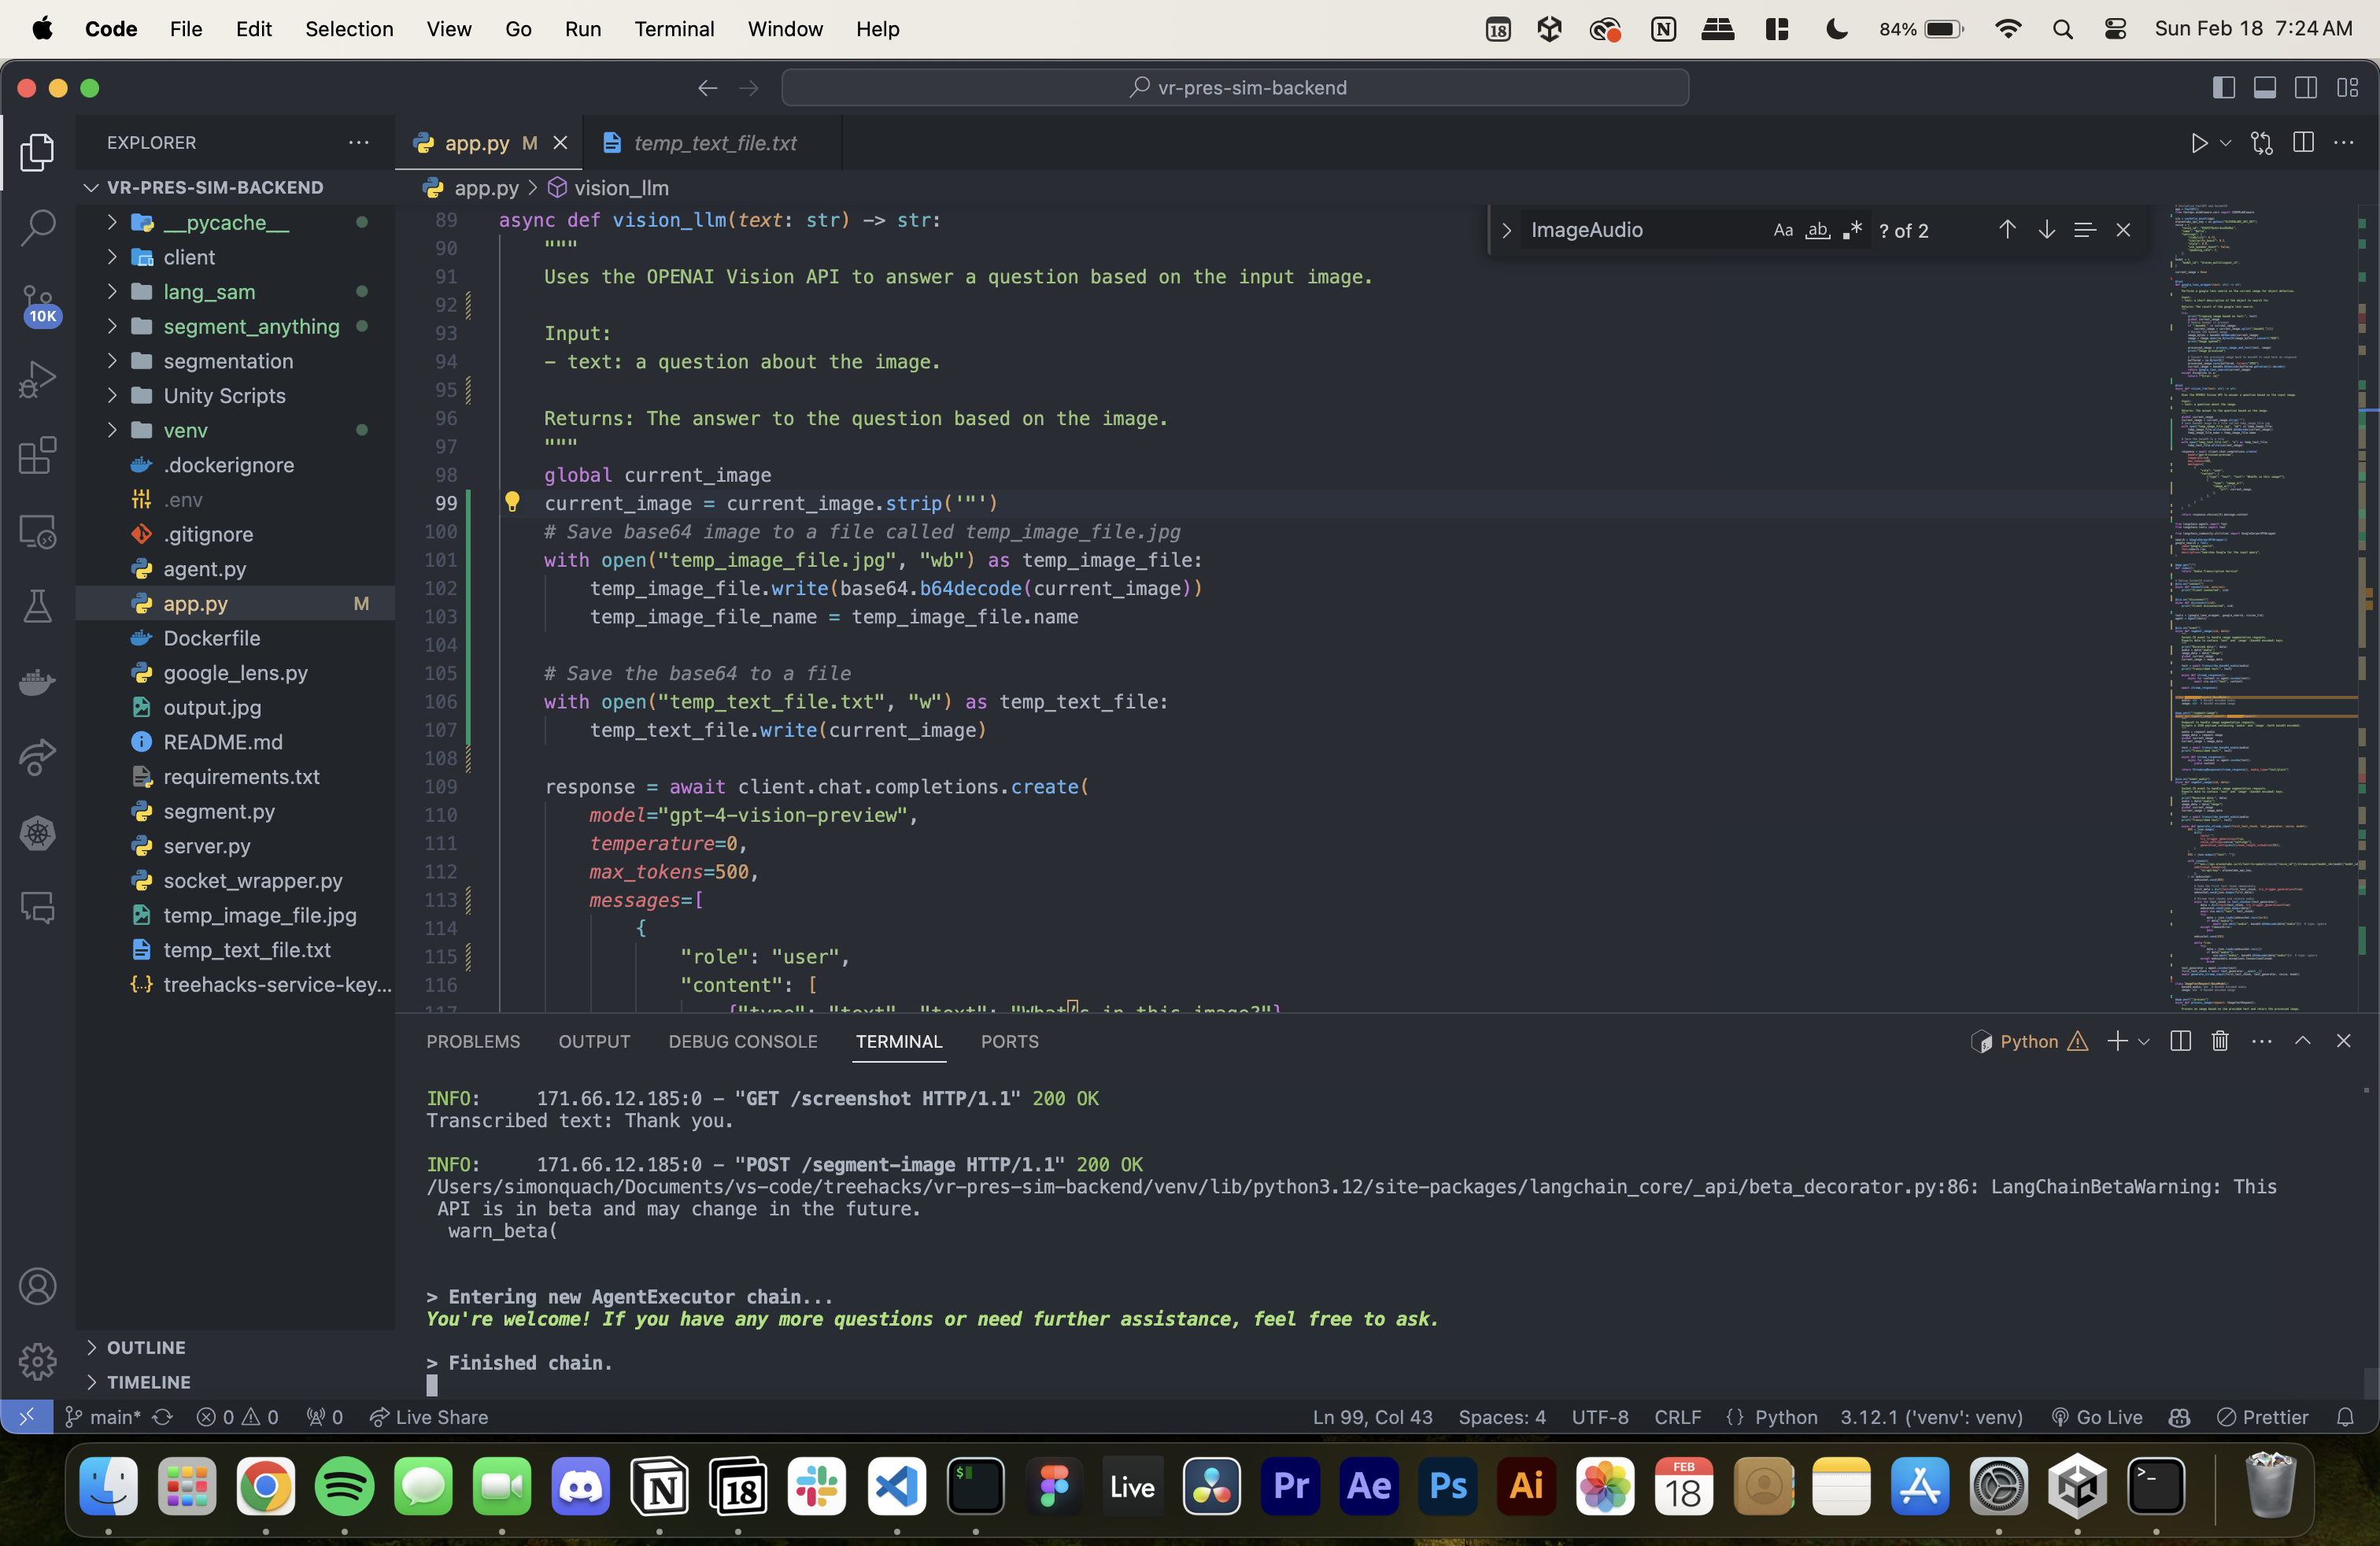 Code File Edit Selection View Go Run Terminal Window Help 18 84% Sun Feb 18 7:24 AM
vr-pres-sim-backend
EXPLORER
app.py M temp_text_file.txt
VR-PRES-SIM-BACKEND
app.py > vision_llm
__pycache__
client
lang_sam
segment_anything
segmentation
Unity Scripts
venv
.dockerignore
.env
.gitignore
agent.py
app.py M
Dockerfile
google_lens.py
output.jpg
README.md
requirements.txt
segment.py
server.py
socket_wrapper.py
temp_image_file.jpg
temp_text_file.txt
treehacks-service-key...
OUTLINE
TIMELINE
10K
ImageAudio Aa ab .* ? of 2
89 async def vision_llm(text: str) -> str:
90 """
91 Uses the OPENAI Vision API to answer a question based on the input image.
92
93 Input:
94 - text: a question about the image.
95
96 Returns: The answer to the question based on the image.
97 """
98 global current_image
99 current_image = current_image.strip('"')
100 # Save base64 image to a file called temp_image_file.jpg
101 with open("temp_image_file.jpg", "wb") as temp_image_file:
102 temp_image_file.write(base64.b64decode(current_image))
103 temp_image_file_name = temp_image_file.name
104
105 # Save the base64 to a file
106 with open("temp_text_file.txt", "w") as temp_text_file:
107 temp_text_file.write(current_image)
108
109 response = await client.chat.completions.create(
110 model="gpt-4-vision-preview",
111 temperature=0,
112 max_tokens=500,
113 messages=[
114 {
115 "role": "user",
116 "content": [
117 {"type": "text", "text": "What’s in this image?"}
PROBLEMS OUTPUT DEBUG CONSOLE TERMINAL PORTS Python
INFO: 171.66.12.185:0 - "GET /screenshot HTTP/1.1" 200 OK
Transcribed text: Thank you.
INFO: 171.66.12.185:0 - "POST /segment-image HTTP/1.1" 200 OK
/Users/simonquach/Documents/vs-code/treehacks/vr-pres-sim-backend/venv/lib/python3.12/site-packages/langchain_core/_api/beta_decorator.py:86: LangChainBetaWarning: This
API is in beta and may change in the future.
warn_beta(
> Entering new AgentExecutor chain...
You're welcome! If you have any more questions or need further assistance, feel free to ask.
> Finished chain.
main* 0 0 0 Live Share Ln 99, Col 43 Spaces: 4 UTF-8 CRLF {} Python 3.12.1 ('venv': venv) Go Live Prettier
N 18 $ Live Pr Ae Ps Ai FEB 18 >_